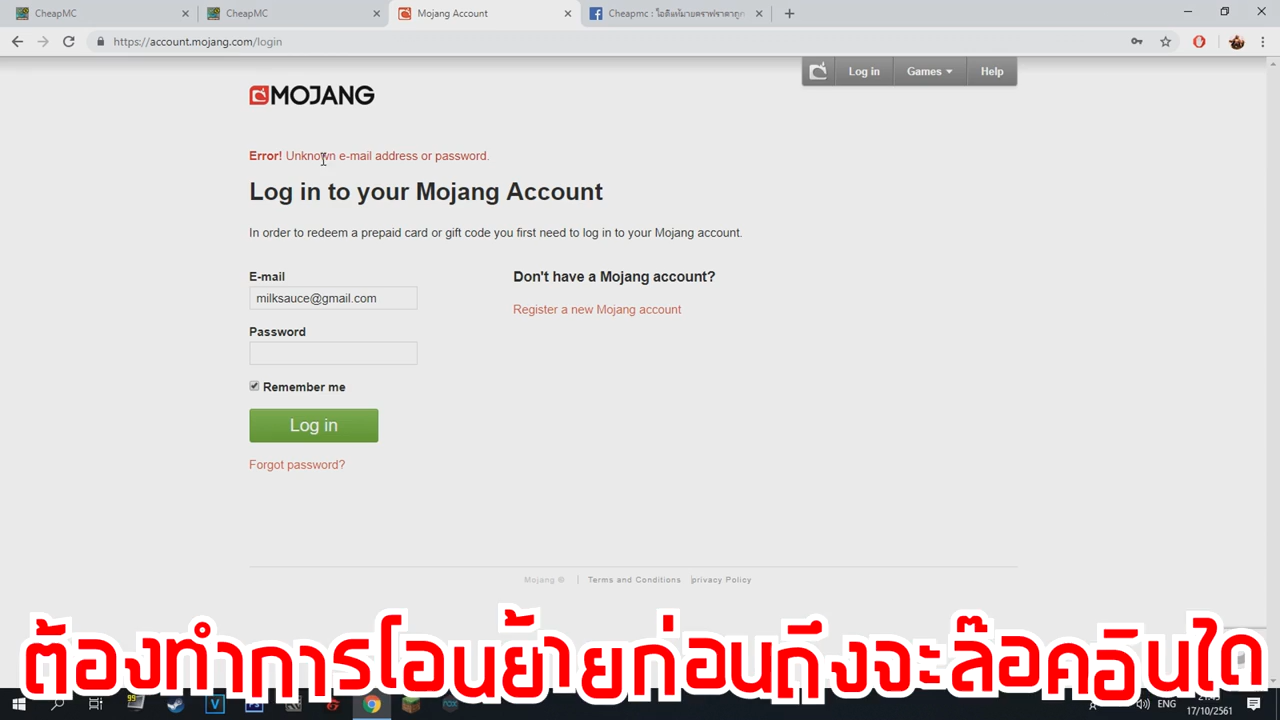 CheapMC
CheapMC
Mojang Account
Cheapmc : ไอดีแท้มายคราฟราคาถูก
https://account.mojang.com/login
Log in
Games
Help
MOJANG
Error! Unknown e-mail address or password.
Log in to your Mojang Account
In order to redeem a prepaid card or gift code you first need to log in to your Mojang account.
E-mail
milksauce@gmail.com
Don't have a Mojang account?
Register a new Mojang account
Password
Remember me
Log in
Forgot password?
Mojang © | Terms and Conditions |privacy Policy
ต้องทำการโอนย้ายก่อนถึงจะล๊อคอินได
99
ENG
17/10/2561